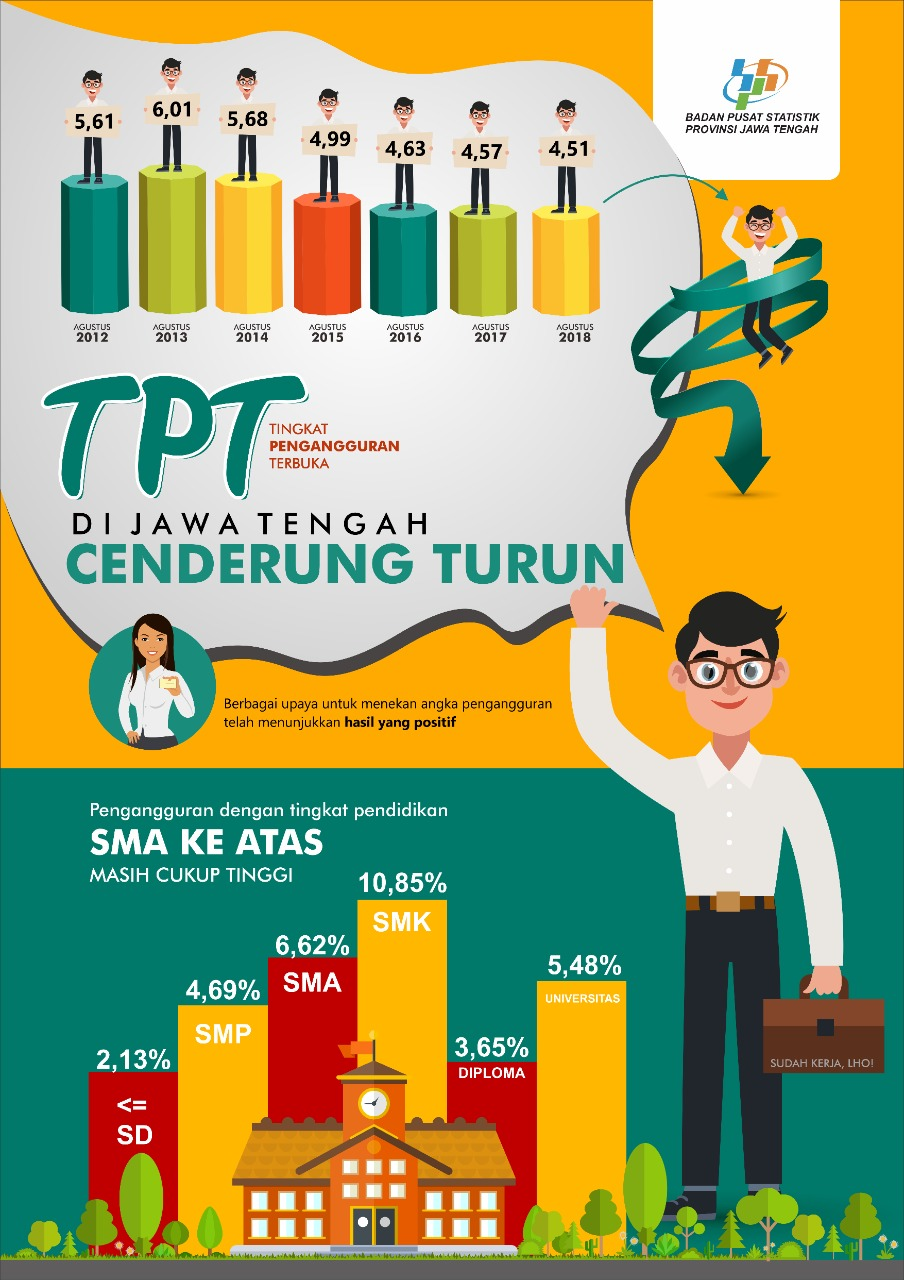 BADAN PUSAT STATISTIK
PROVINSI JAWA TENGAH
5,61
6,01
5,68
4,99
4,63
4,57
4,51
AGUSTUS
2012
AGUSTUS
2013
AGUSTUS
2014
AGUSTUS
2015
AGUSTUS
2016
AGUSTUS
2017
AGUSTUS
2018
TPT
TINGKAT
PENGANGGURAN
TERBUKA
DI JAWA TENGAH
CENDERUNG TURUN
Berbagai upaya untuk menekan angka pengangguran
telah menunjukkan hasil yang positif
Pengangguran dengan tingkat pendidikan
SMA KE ATAS
MASIH CUKUP TINGGI
2,13%
<=
SD
4,69%
SMP
6,62%
SMA
10,85%
SMK
3,65%
DIPLOMA
5,48%
UNIVERSITAS
SUDAH KERJA, LHO!